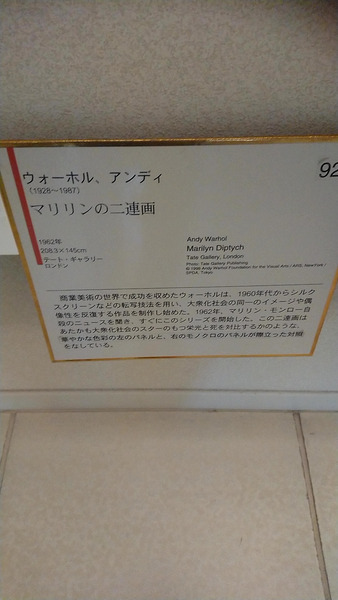 92
ウォーホル、アンディ
(1928〜1987)
マリリンの二連画
1962年
208.3×145cm
テート・ギャラリー
ロンドン
Andy Warhol
Marilyn Diptych
Tate Gallery, London
Photo: Tate Gallery Publishing
© 1998 Andy Warhol Foundation for the Visual Arts / ARS, NewYork /
SPDA, Tokyo
商業美術の世界で成功を収めたウォーホルは、1960年代からシルク
スクリーンなどの転写技法を用い、大衆化社会の同一のイメージや偶
像性を反復する作品を制作し始めた。1962年、マリリン・モンロー自
殺のニュースを聞き、すぐにこのシリーズを開始した。この二連画は
あたかも大衆化社会のスターのもつ栄光と死を対比するかのような、
華やかな色彩の左のパネルと、右のモノクロのパネルが際立った対照
をなしている。